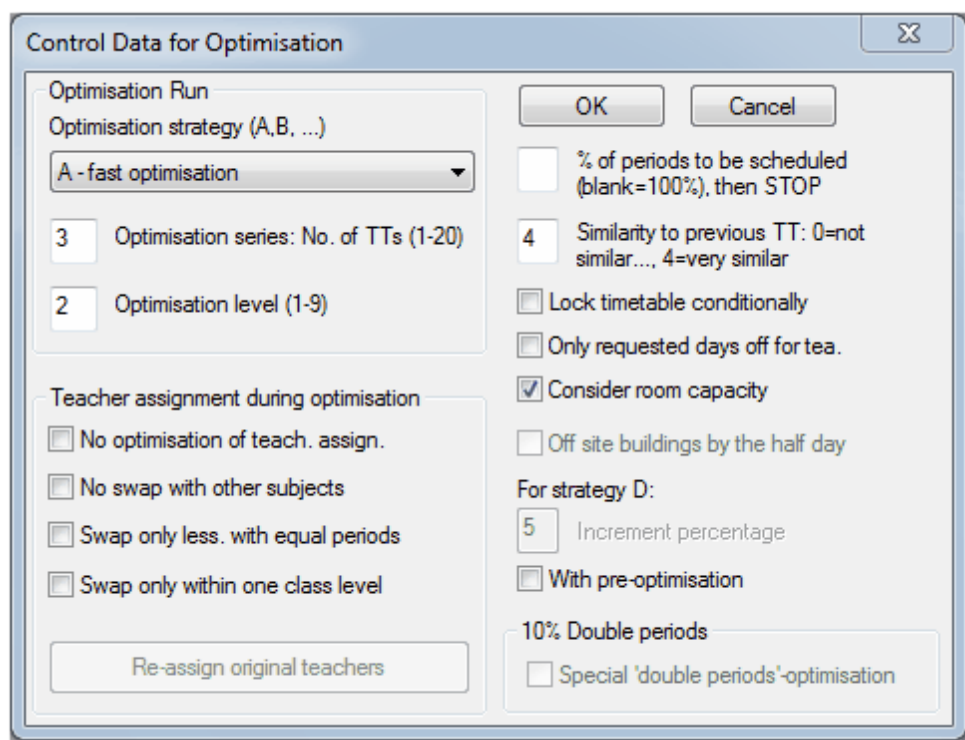 Control Data for Optimisation
Optimisation Run
Optimisation strategy (A,B, ...)
A - fast optimisation
3 Optimisation series: No. of TTs (1-20)
2 Optimisation level (1-9)
Teacher assignment during optimisation
No optimisation of teach. assign.
No swap with other subjects
Swap only less. with equal periods
Swap only within one class level
Re-assign original teachers
OK Cancel
% of periods to be scheduled
(blank=100%), then STOP
4 Similarity to previous TT: 0=not
similar..., 4=very similar
Lock timetable conditionally
Only requested days off for tea.
Consider room capacity
Off site buildings by the half day
For strategy D:
5 Increment percentage
With pre-optimisation
10% Double periods
Special 'double periods'-optimisation